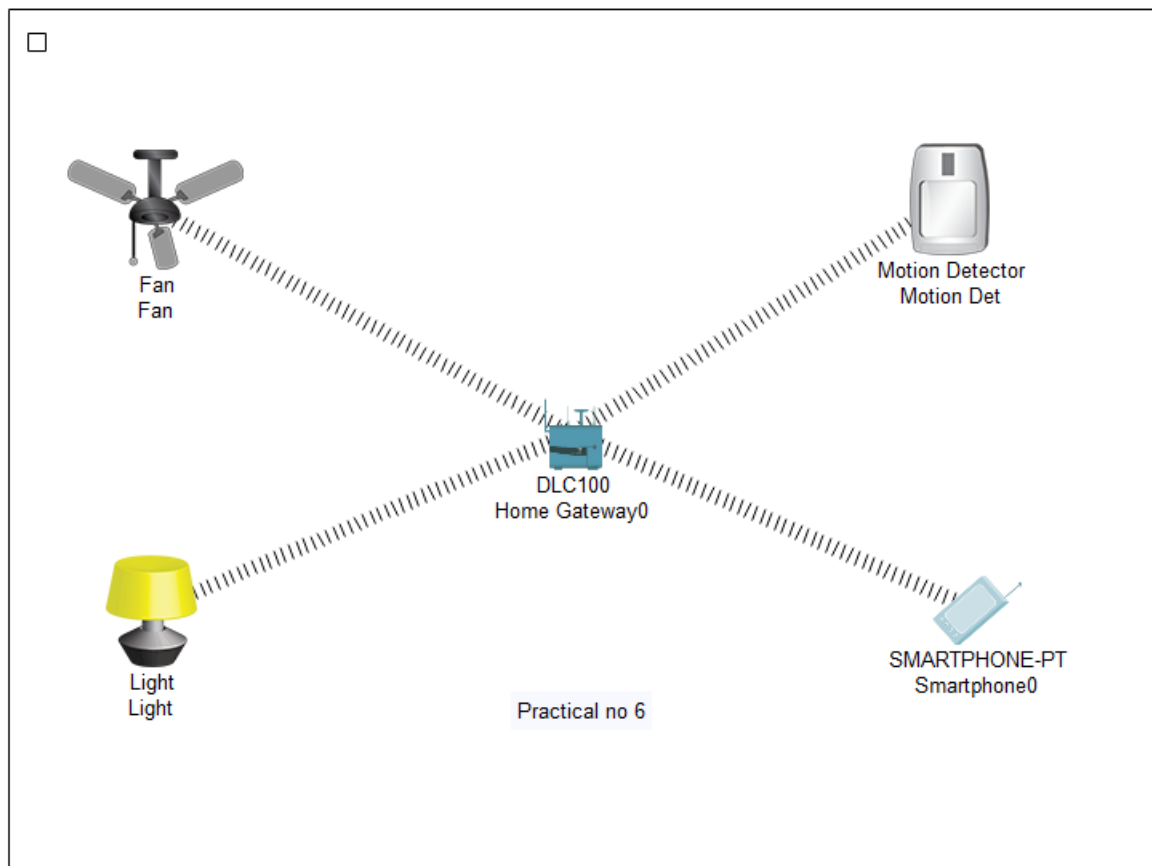 Fan
Fan
Motion Detector
Motion Det
DLC100
Home Gateway0
Light
Light
SMARTPHONE-PT
Smartphone0
Practical no 6